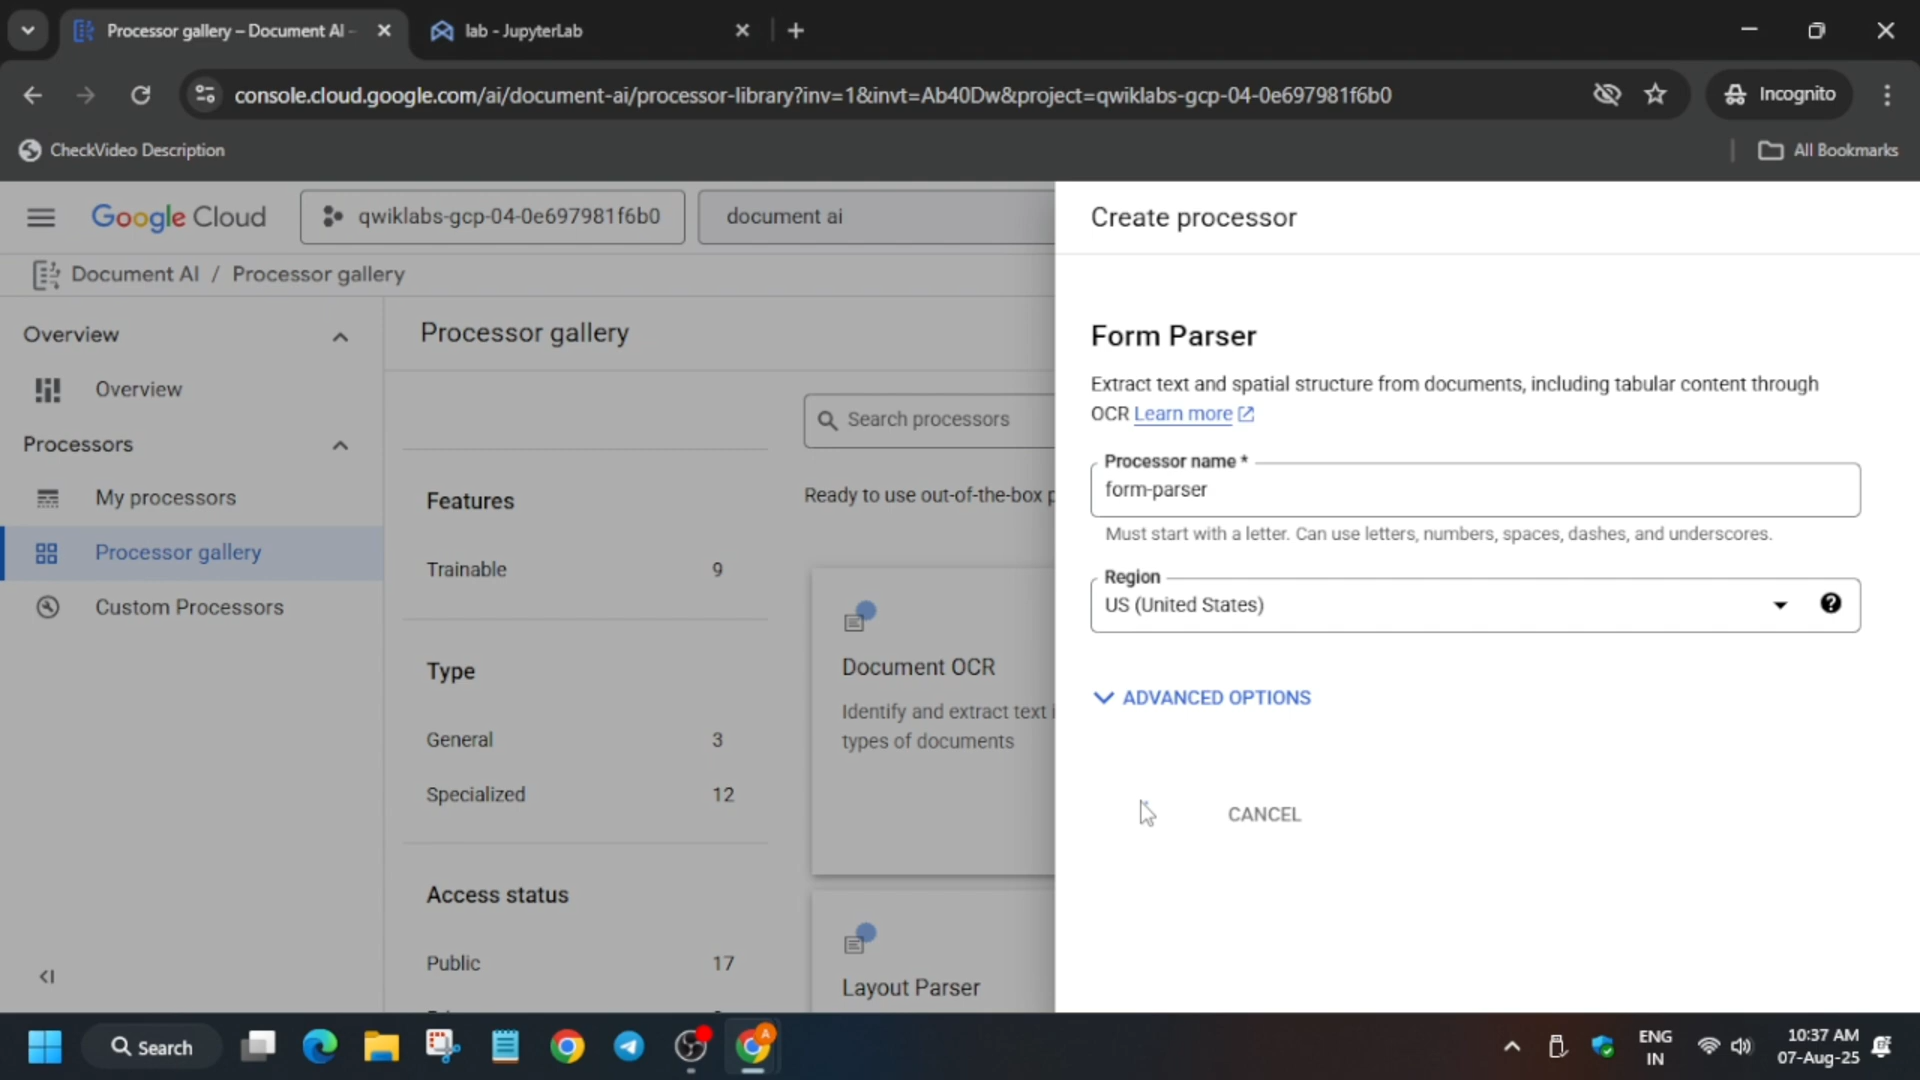 Processor gallery – Document AI -
lab - JupyterLab
console.cloud.google.com/ai/document-ai/processor-library?inv=1&invt=Ab40Dw&project=qwiklabs-gcp-04-0e697981f6b0
Incognito
CheckVideo Description
All Bookmarks
Google Cloud
qwiklabs-gcp-04-0e697981f6b0
document ai
Document AI / Processor gallery
Overview
Overview
Processors
My processors
Processor gallery
Custom Processors
Processor gallery
Search processors
Features
Trainable 9
Type
General 3
Specialized 12
Access status
Public 17
Ready to use out-of-the-box p
Document OCR
Identify and extract text i
types of documents
Layout Parser
Create processor
Form Parser
Extract text and spatial structure from documents, including tabular content through
OCR Learn more
Processor name *
form-parser
Must start with a letter. Can use letters, numbers, spaces, dashes, and underscores.
Region
US (United States)
ADVANCED OPTIONS
CANCEL
Search
A
ENG
IN
10:37 AM
07-Aug-25